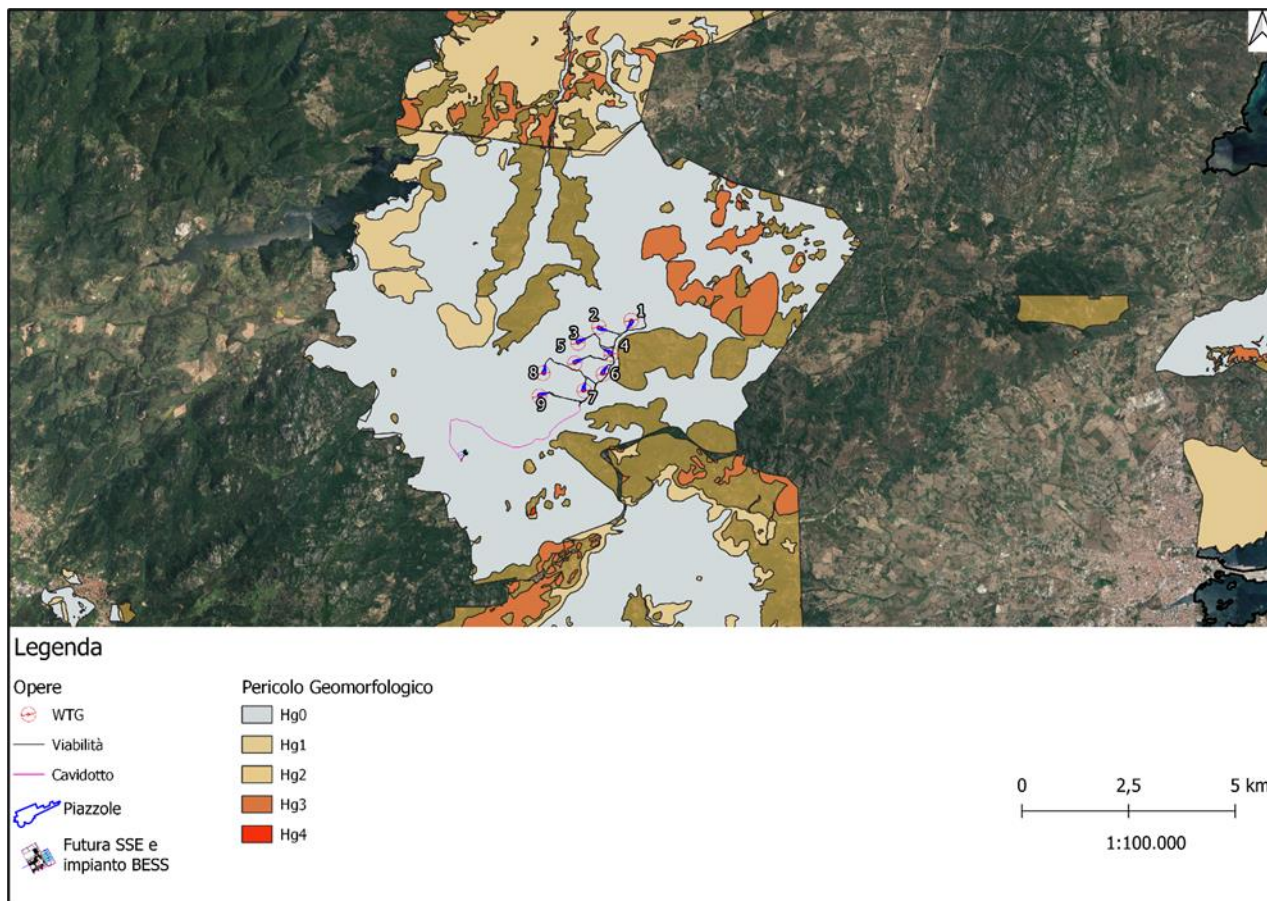 1
2
3
4
5
6
8
7
9
Legenda
Opere
WTG
Viabilità
Cavidotto
Piazzole
Futura SSE e
impianto BESS
Pericolo Geomorfologico
Hg0
Hg1
Hg2
Hg3
Hg4
0 2,5 5 km
1:100.000